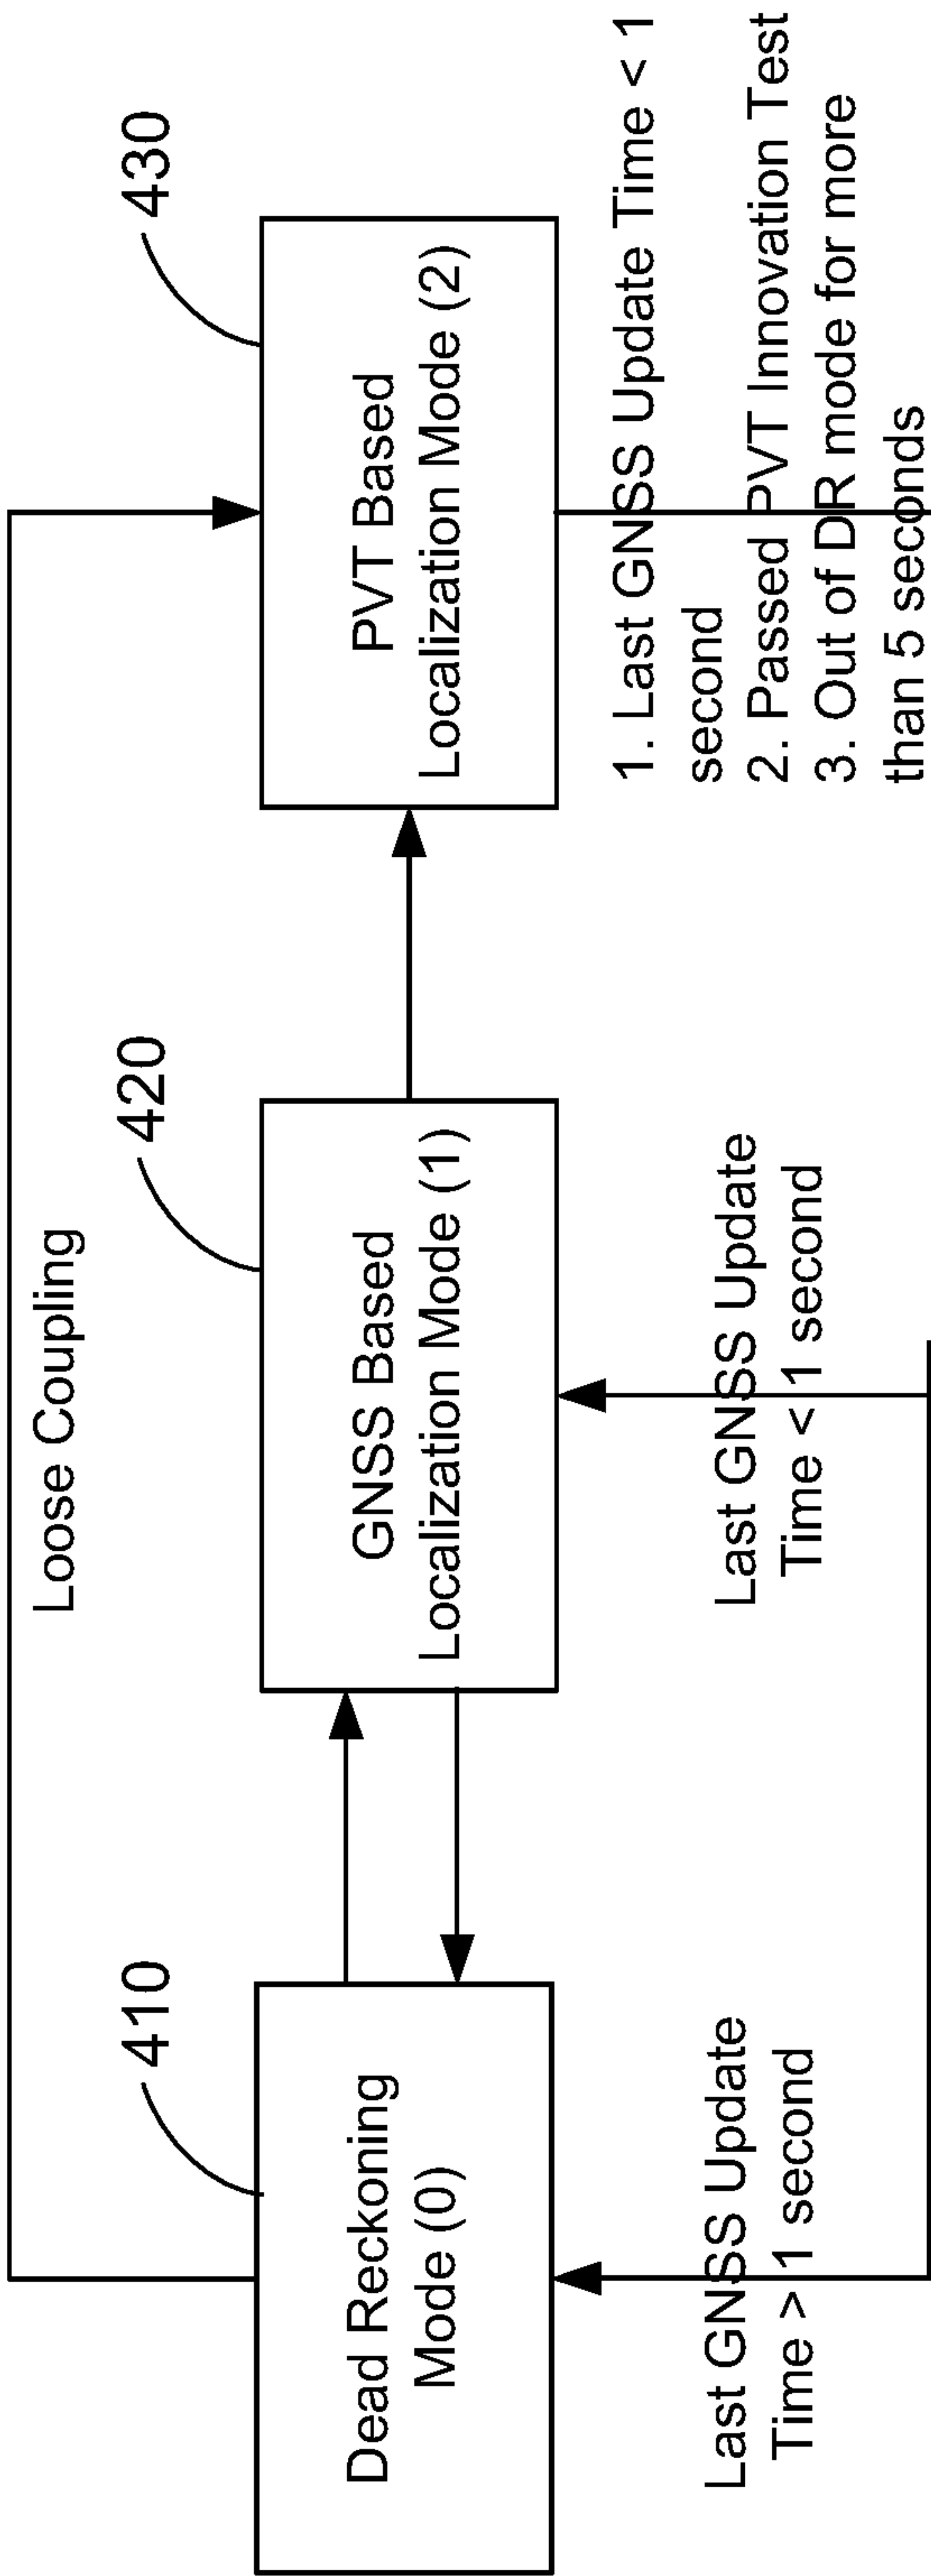 Loose Coupling
410
420
430
Dead Reckoning
Mode (0)
GNSS Based
Localization Mode (1)
PVT Based
Localization Mode (2)
Last GNSS Update
Time > 1 second
Last GNSS Update
Time < 1 second
1. Last GNSS Update Time < 1
second
2. Passed PVT Innovation Test
3. Out of DR mode for more
than 5 seconds